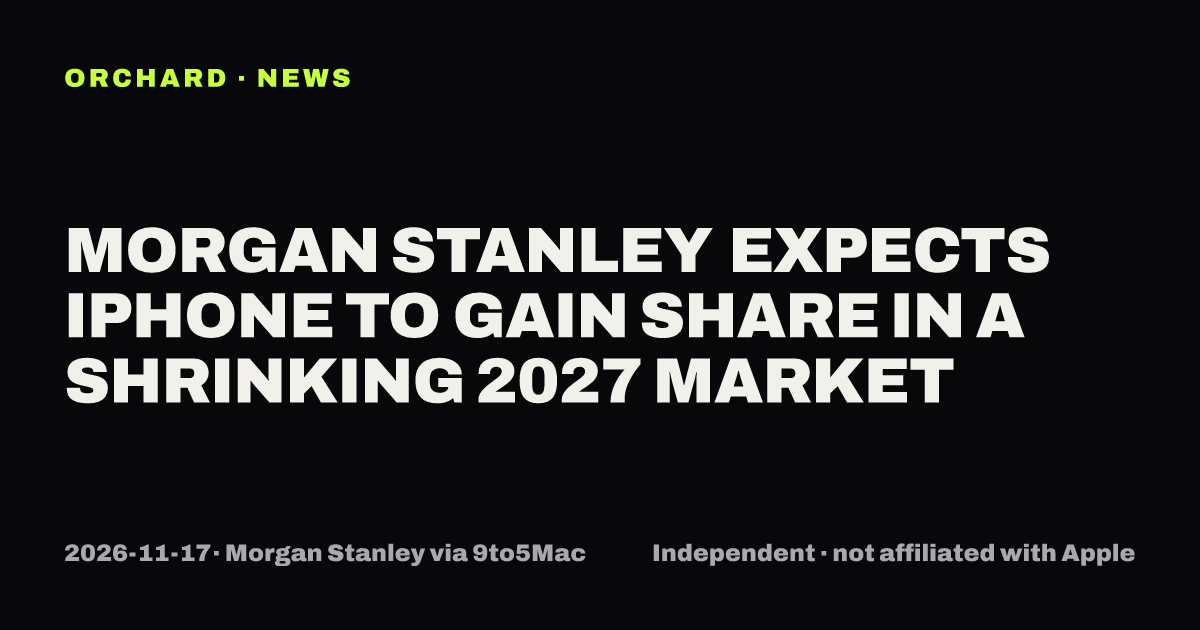 ORCHARD · NEWS
MORGAN STANLEY EXPECTS
IPHONE TO GAIN SHARE IN A
SHRINKING 2027 MARKET
2026-11-17· Morgan Stanley via 9to5Mac
Independent · not affiliated with Apple